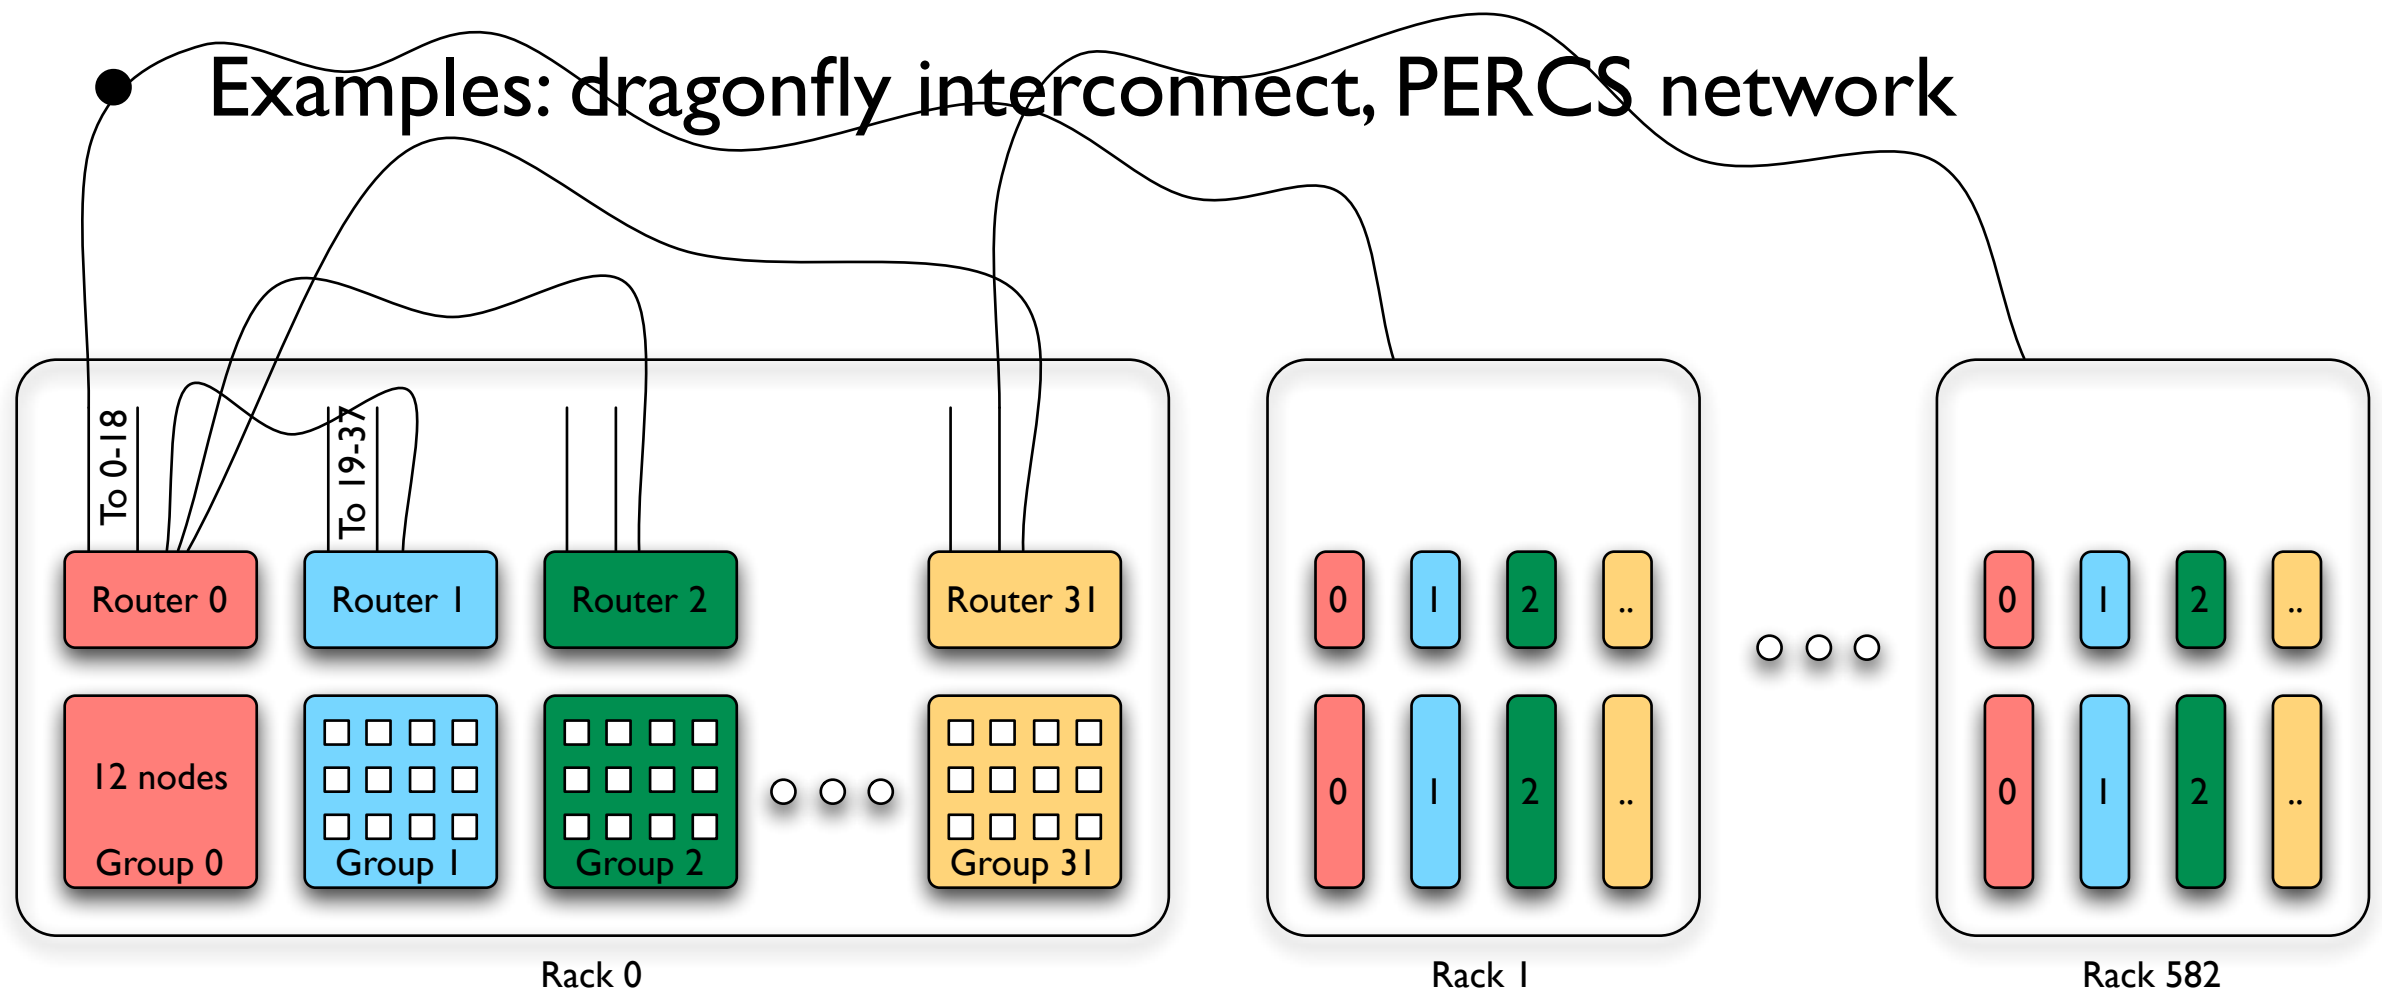 ● Examples: dragonfly interconnect, PERCS network
To 0-18
To 19-37
Router 0 Router 1 Router 2 Router 31
0 1 2 .. 0 1 2 ..
12 nodes
0 1 2 .. 0 1 2 ..
Group 0 Group 1 Group 2 Group 31
Rack 0 Rack 1 Rack 582